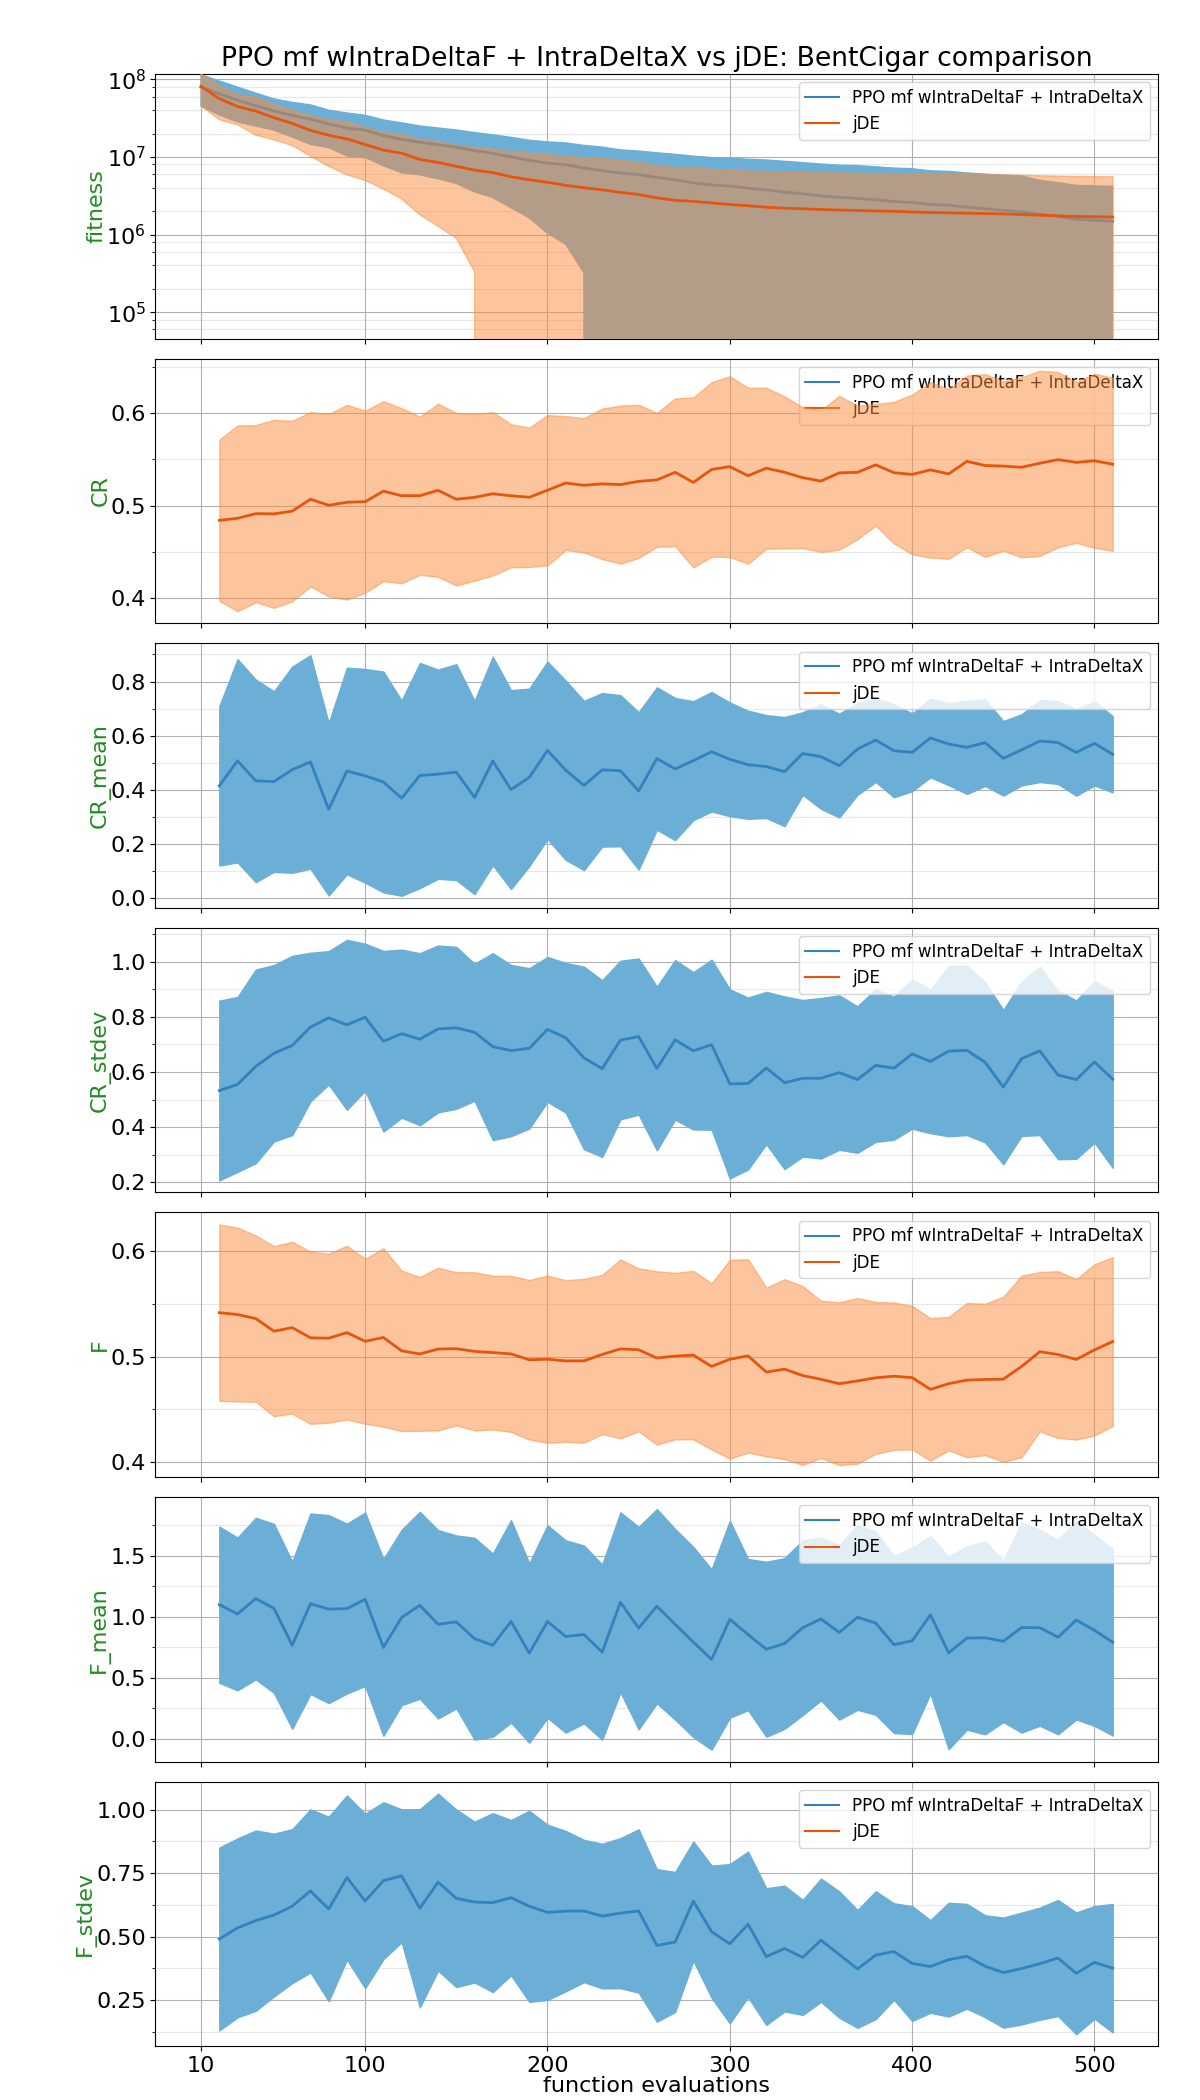 PPO mf wIntraDeltaF + IntraDeltaX vs jDE: BentCigar comparison
10^8
10^7
10^6
10^5
fitness
PPO mf wIntraDeltaF + IntraDeltaX
jDE
0.6
0.5
0.4
CR
PPO mf wIntraDeltaF + IntraDeltaX
jDE
0.8
0.6
0.4
0.2
0.0
CR_mean
PPO mf wIntraDeltaF + IntraDeltaX
jDE
1.0
0.8
0.6
0.4
0.2
CR_stdev
PPO mf wIntraDeltaF + IntraDeltaX
jDE
0.6
0.5
0.4
F
PPO mf wIntraDeltaF + IntraDeltaX
jDE
1.5
1.0
0.5
0.0
F_mean
PPO mf wIntraDeltaF + IntraDeltaX
jDE
1.00
0.75
0.50
0.25
F_stdev
PPO mf wIntraDeltaF + IntraDeltaX
jDE
10 100 200 300 400 500
function evaluations